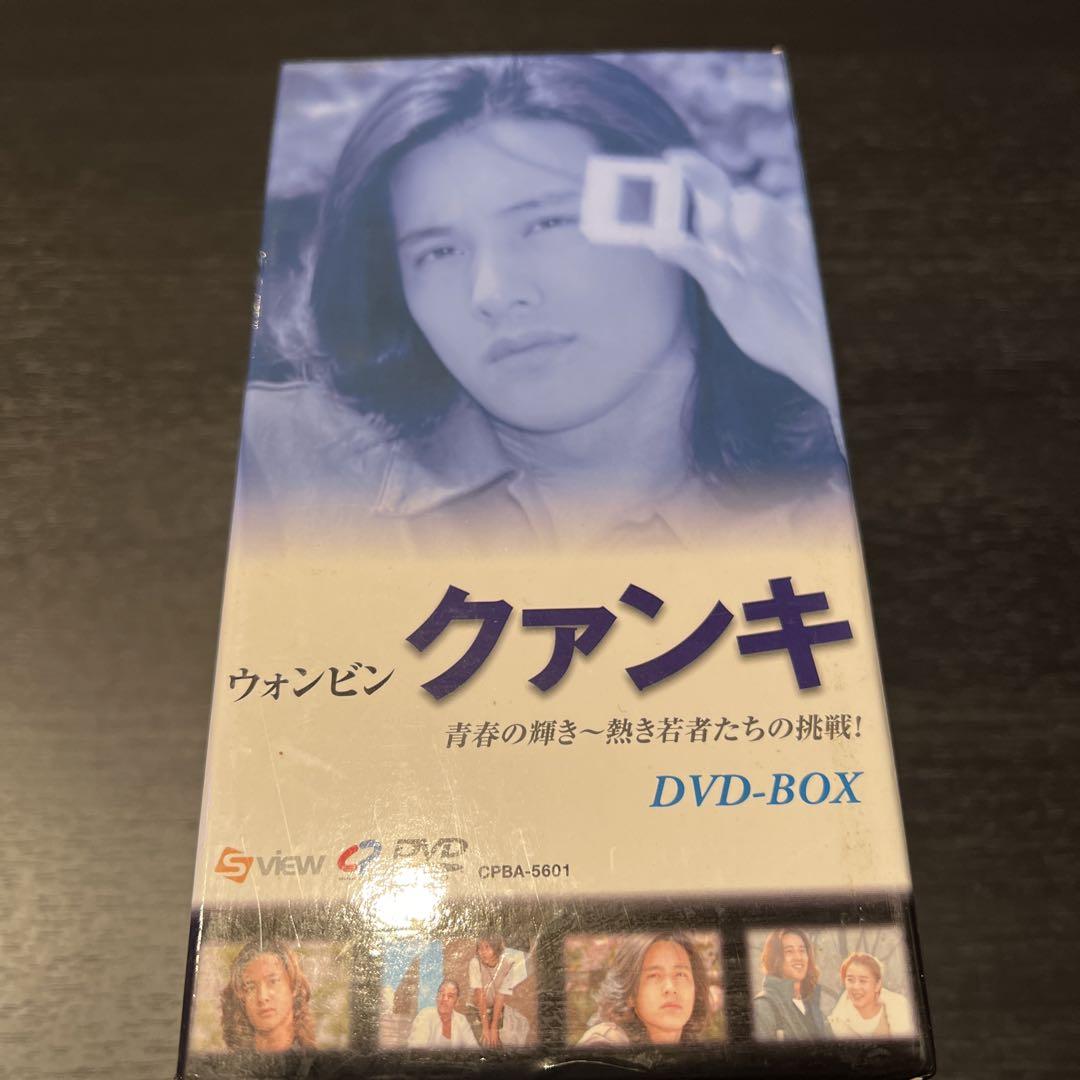 ウォンビン クァンキ
青春の輝き～熱き若者たちの挑戦!
DVD-BOX
S VIEW DVD CPBA-5601